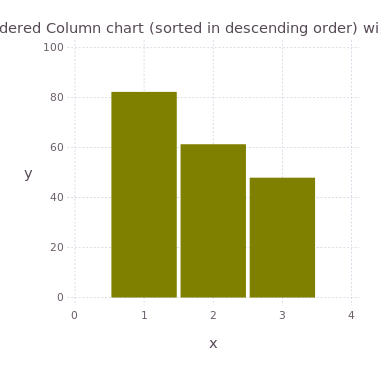 dered Column chart (sorted in descending order) wi
100
80
60
40
20
0
y
0 1 2 3 4
x